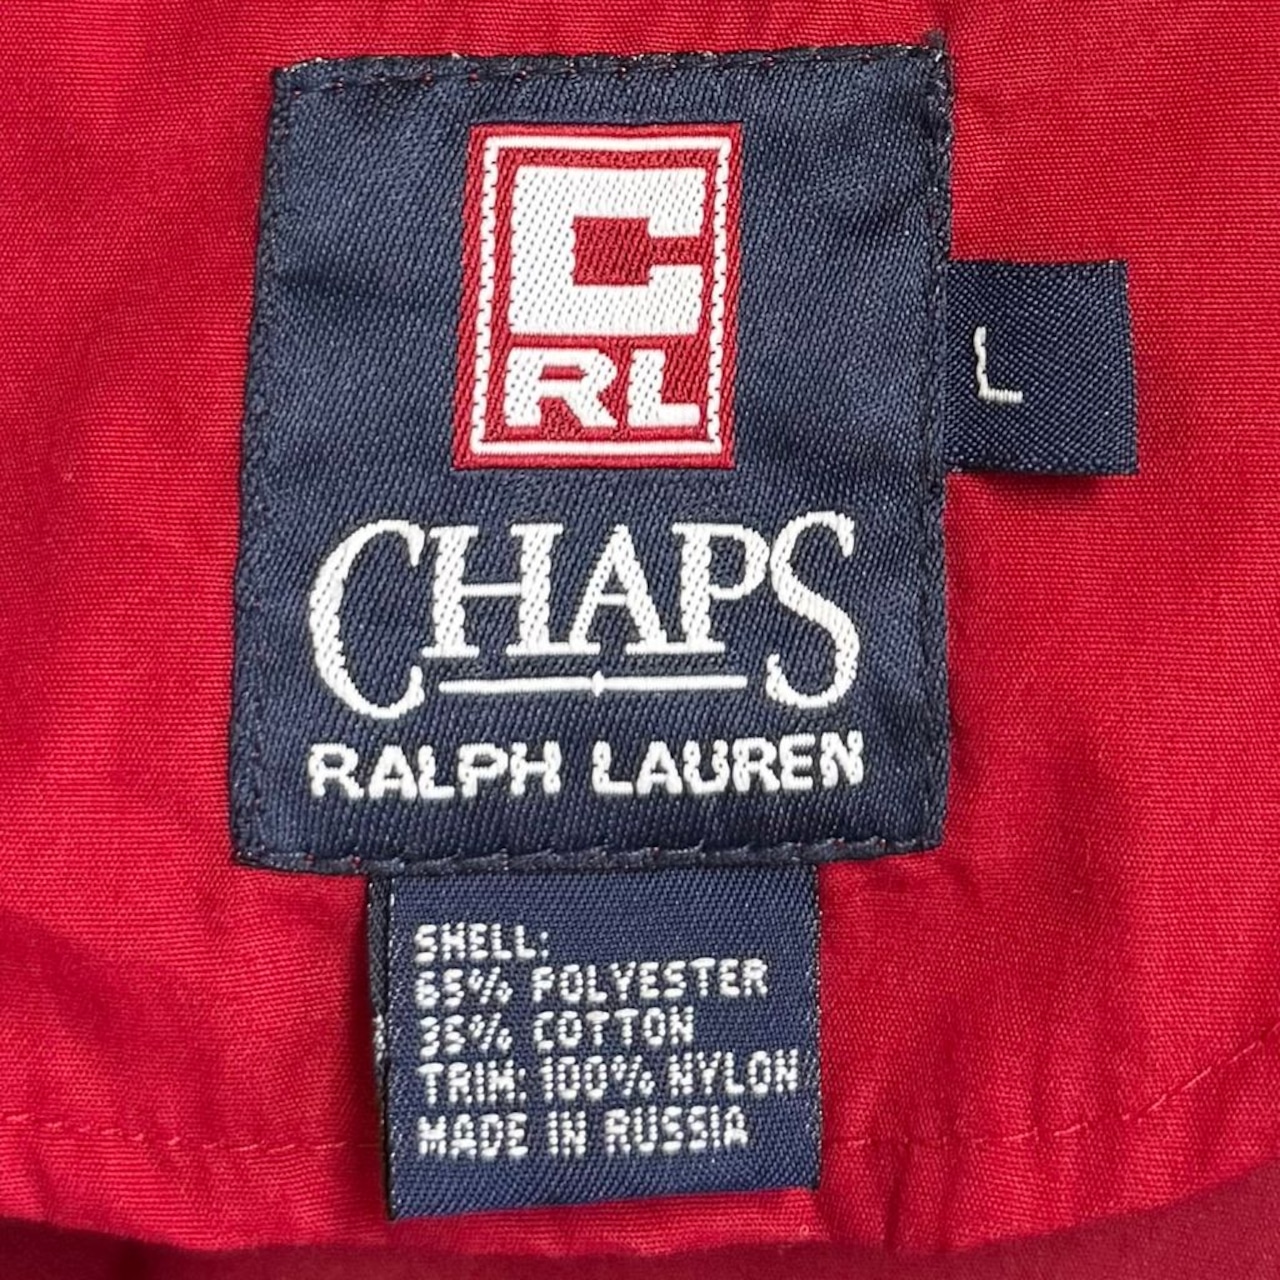 C
RL
CHAPS
RALPH LAUREN
L
SHELL:
65% POLYESTER
35% COTTON
TRIM: 100% NYLON
MADE IN RUSSIA